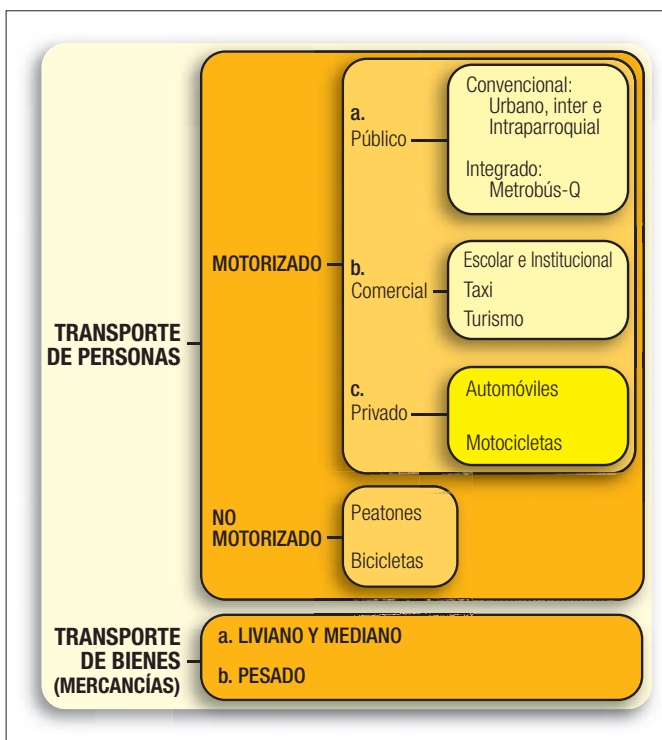 TRANSPORTE
DE PERSONAS
MOTORIZADO
a.
Público
Convencional:
Urbano, inter e
Intraparroquial
Integrado:
Metrobús-Q
b.
Comercial
Escolar e Institucional
Taxi
Turismo
c.
Privado
Automóviles
Motocicletas
NO
MOTORIZADO
Peatones
Bicicletas
TRANSPORTE
DE BIENES
(MERCANCÍAS)
a. LIVIANO Y MEDIANO
b. PESADO